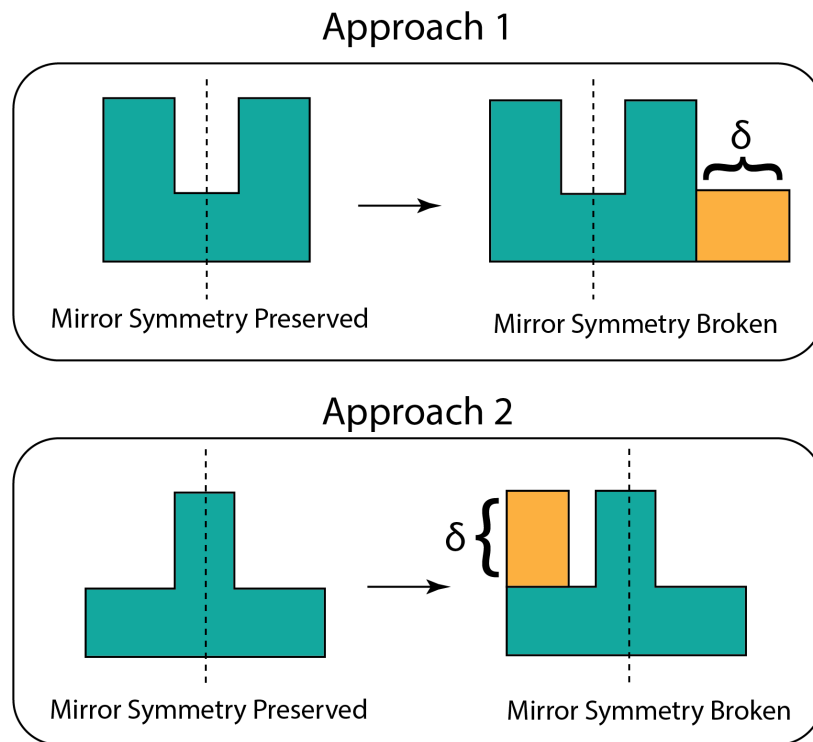 Approach 1
δ
Mirror Symmetry Preserved
Mirror Symmetry Broken
Approach 2
δ
Mirror Symmetry Preserved
Mirror Symmetry Broken